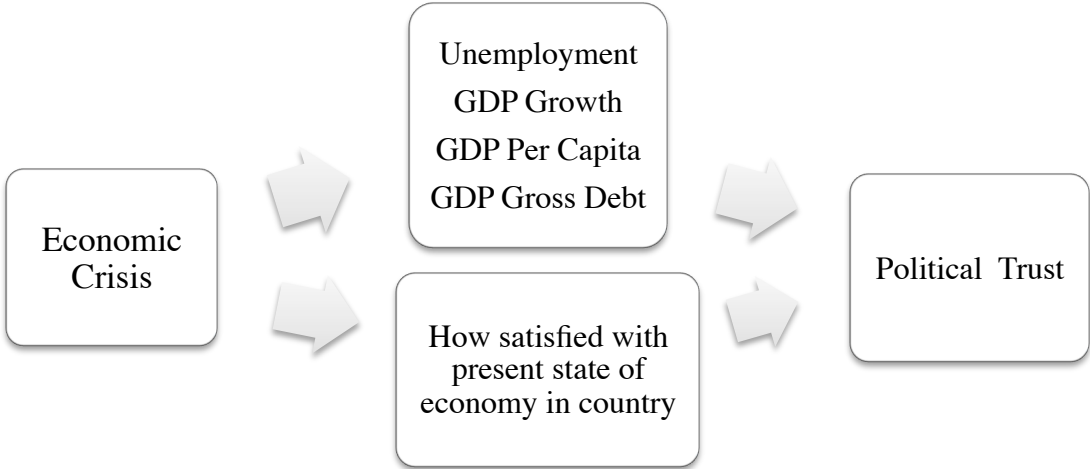 Economic
Crisis
Unemployment
GDP Growth
GDP Per Capita
GDP Gross Debt
How satisfied with
present state of
economy in country
Political Trust